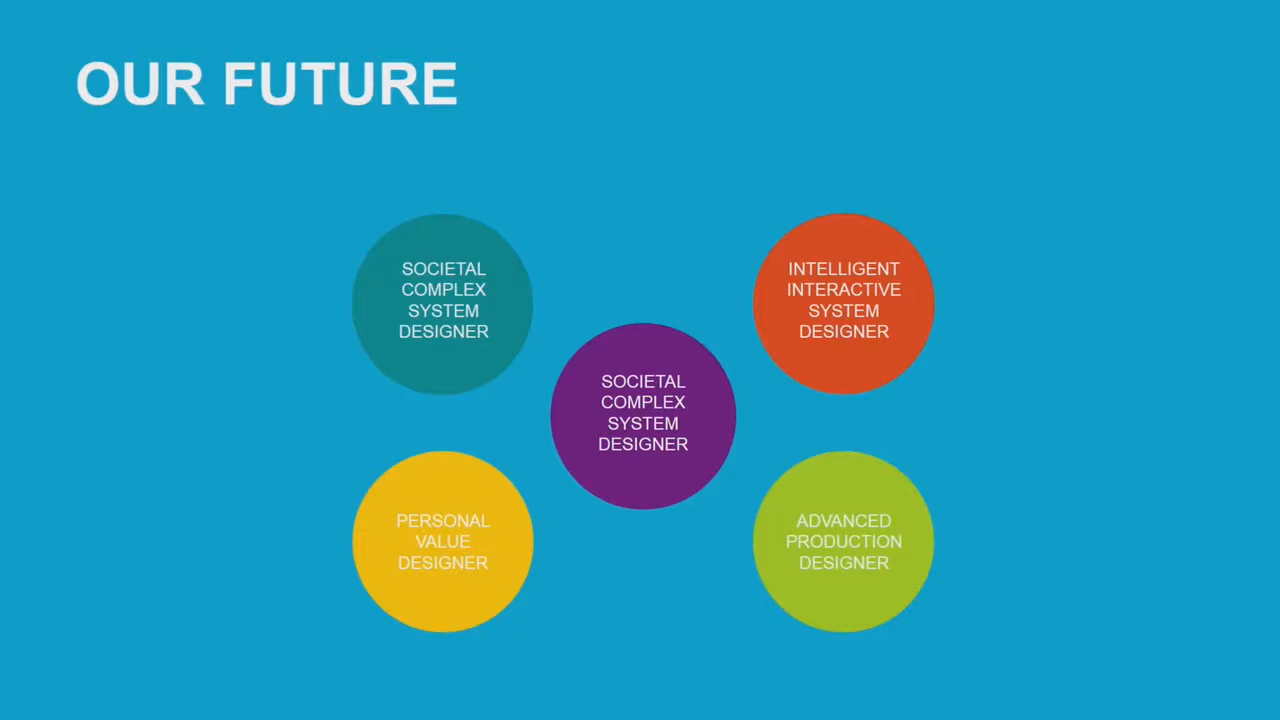 OUR FUTURE
SOCIETAL
COMPLEX
SYSTEM
DESIGNER
INTELLIGENT
INTERACTIVE
SYSTEM
DESIGNER
SOCIETAL
COMPLEX
SYSTEM
DESIGNER
PERSONAL
VALUE
DESIGNER
ADVANCED
PRODUCTION
DESIGNER